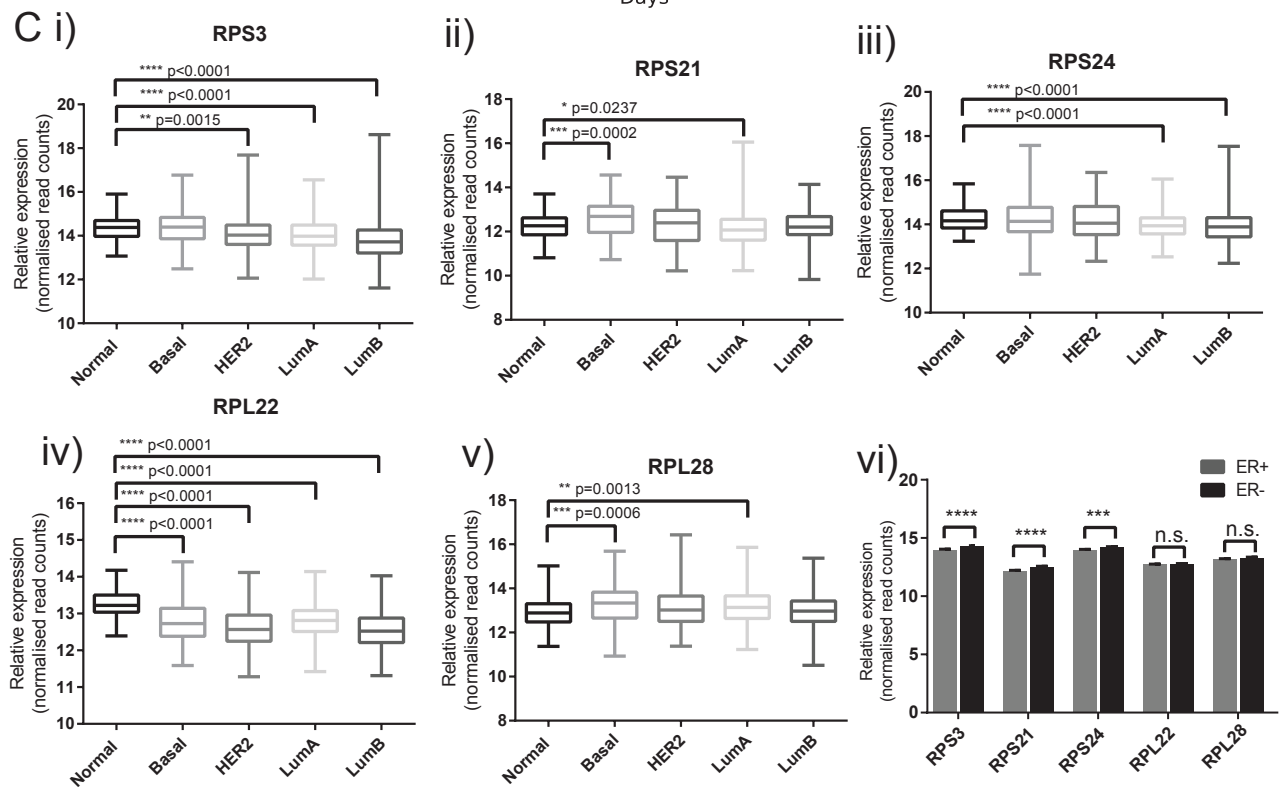 Days
C i)
RPS3
**** p<0.0001
**** p<0.0001
** p=0.0015
20
18
16
14
12
10
Relative expression
(normalised read counts)
Normal
Basal
HER2
LumA
LumB
ii)
RPS21
* p=0.0237
*** p=0.0002
18
16
14
12
10
8
Relative expression
(normalised read counts)
Normal
Basal
HER2
LumA
LumB
iii)
RPS24
**** p<0.0001
**** p<0.0001
20
18
16
14
12
10
Relative expression
(normalised read counts)
Normal
Basal
HER2
LumA
LumB
iv)
RPL22
**** p<0.0001
**** p<0.0001
**** p<0.0001
**** p<0.0001
16
15
14
13
12
11
10
Relative expression
(normalised read counts)
Normal
Basal
HER2
LumA
LumB
v)
RPL28
** p=0.0013
*** p=0.0006
18
16
14
12
10
8
Relative expression
(normalised read counts)
Normal
Basal
HER2
LumA
LumB
vi)
ER+
ER-
20
15
10
5
0
Relative expression
(normalised read counts)
****
****
***
n.s.
n.s.
RPS3
RPS21
RPS24
RPL22
RPL28